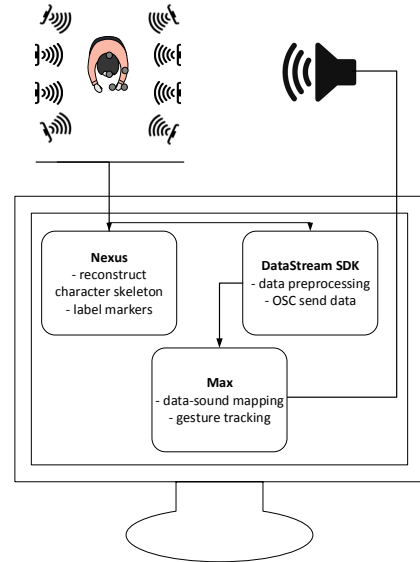 Nexus
- reconstruct
character skeleton
- label markers
DataStream SDK
- data preprocessing
- OSC send data
Max
- data-sound mapping
- gesture tracking